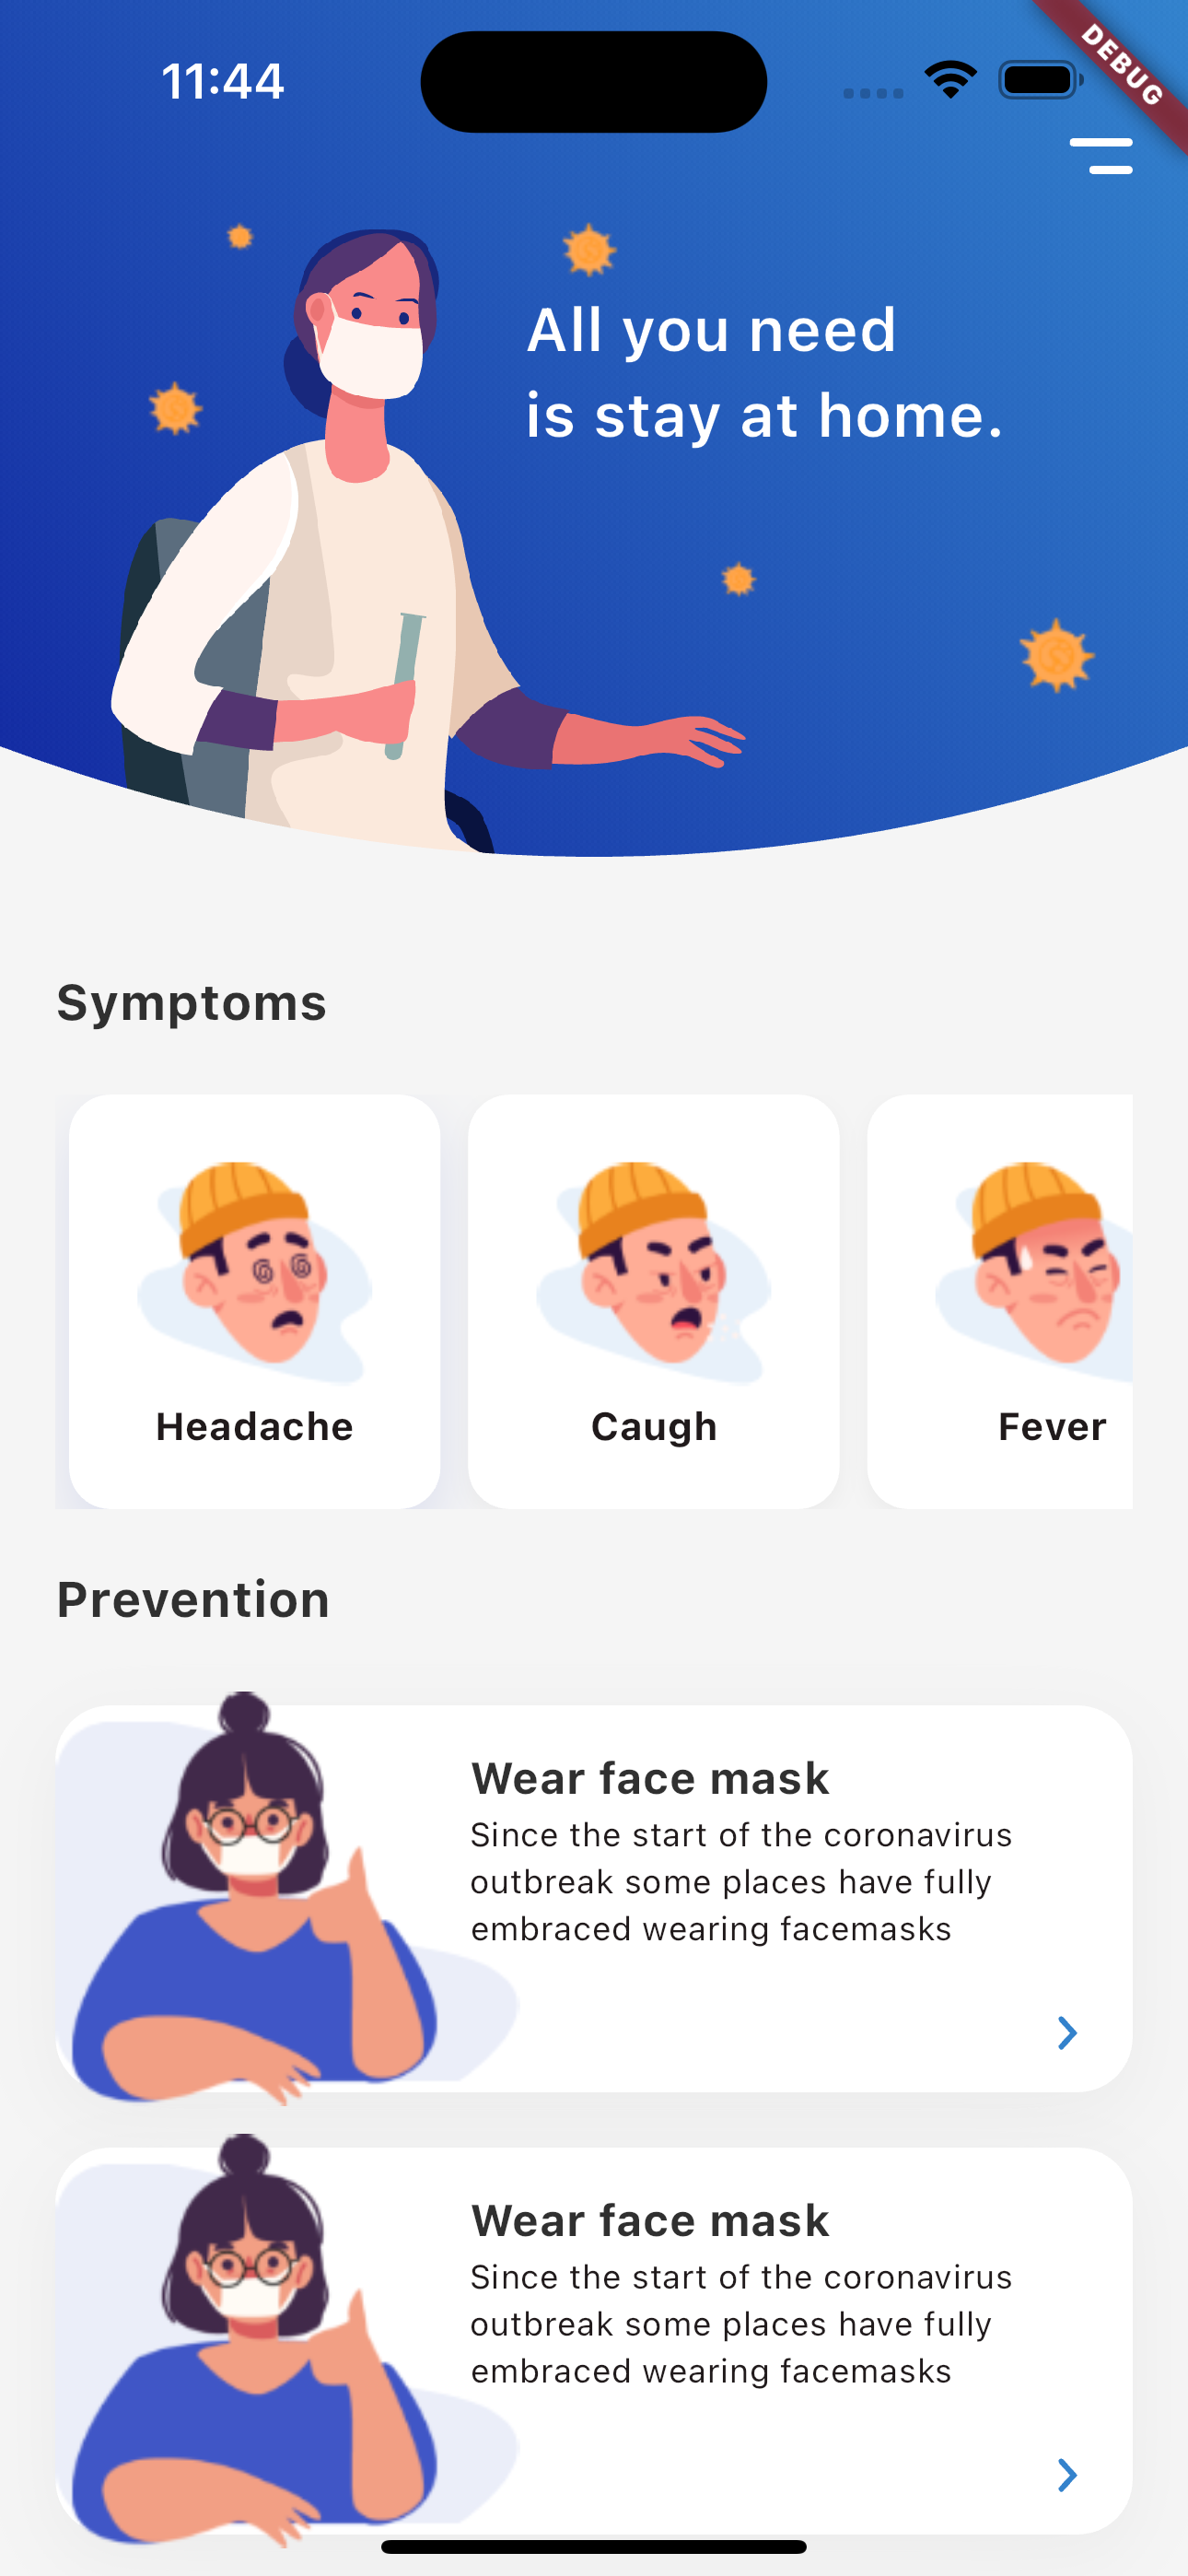 11:44
DEBUG
All you need
is stay at home.
Symptoms
Headache
Caugh
Fever
Prevention
Wear face mask
Since the start of the coronavirus
outbreak some places have fully
embraced wearing facemasks
Wear face mask
Since the start of the coronavirus
outbreak some places have fully
embraced wearing facemasks